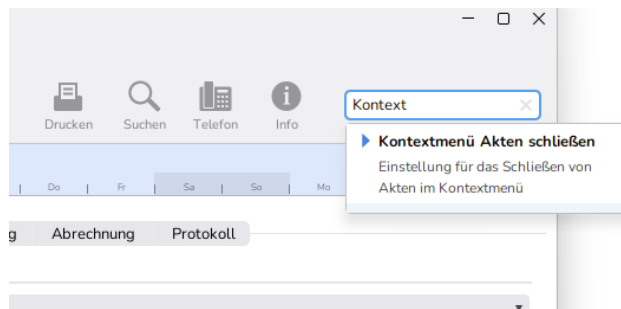 Drucken Suchen Telefon Info Kontext
Kontextmenü Akten schließen
Einstellung für das Schließen von
Akten im Kontextmenü
Do Fr Sa So Mo
g Abrechnung Protokoll